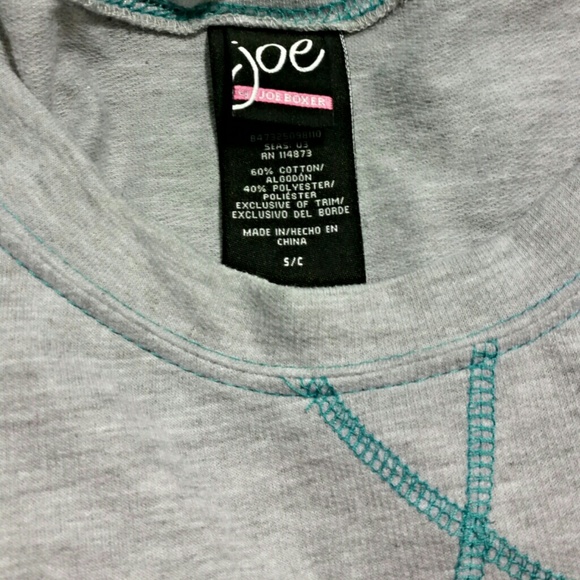 joe
JOE BOXER
SEAS: 03
RN 114873
60% COTTON/
ALGODÓN
40% POLYESTER/
POLIÉSTER
EXCLUSIVE OF TRIM/
EXCLUSIVO DEL BORDE
MADE IN/HECHO EN
CHINA
S/C